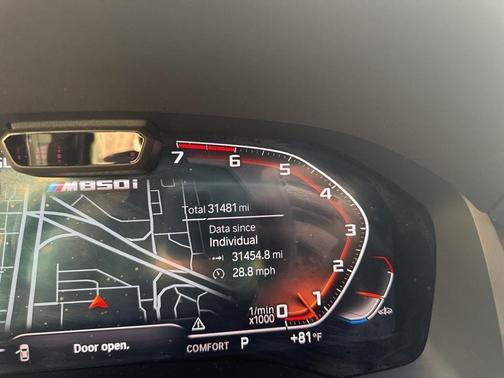 7
6
5
4
3
2
1
0
M850i
Total 31481 mi
Data since
Individual
31454.8 mi
28.8 mph
1/min
x1000
Door open.
COMFORT P
+81°F